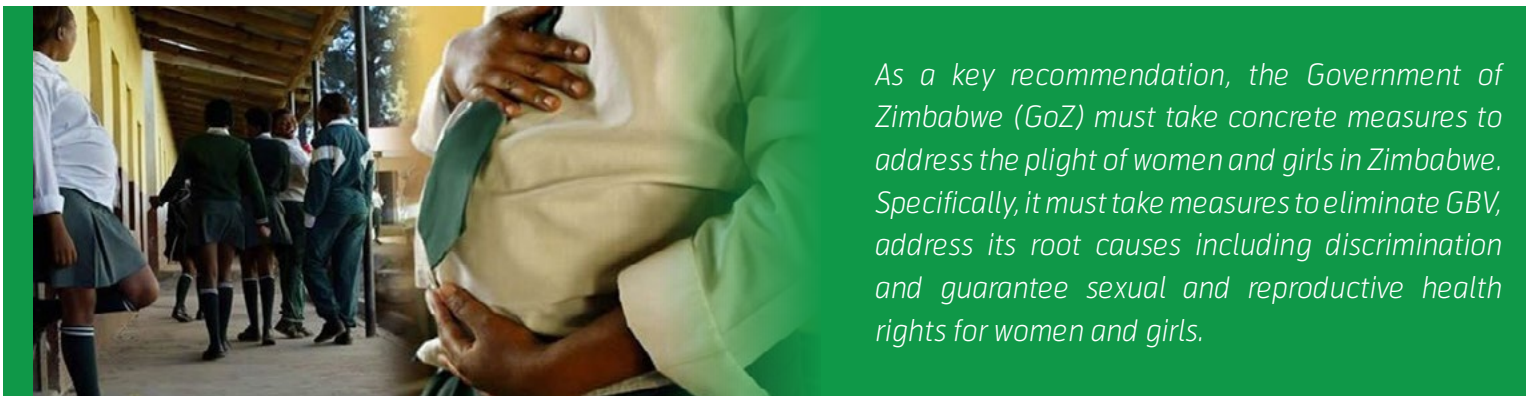 As a key recommendation, the Government of
Zimbabwe (GoZ) must take concrete measures to
address the plight of women and girls in Zimbabwe.
Specifically, it must take measures to eliminate GBV,
address its root causes including discrimination
and guarantee sexual and reproductive health
rights for women and girls.